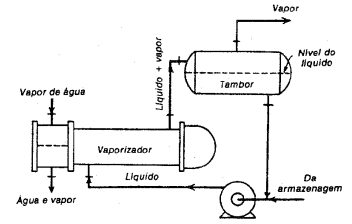 Vapor
Nível do
líquido
Líquido + vapor
Tambor
Vapor de água
Vaporizador
Líquido
Da
armazenagem
Água e vapor